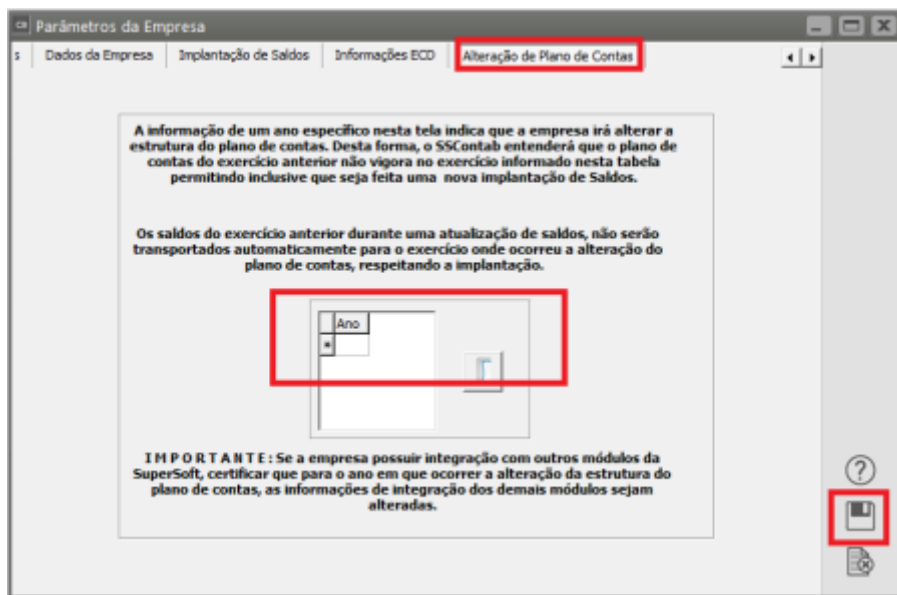 CB Parâmetros da Empresa
s Dados da Empresa Implantação de Saldos Informações ECD Alteração de Plano de Contas
A informação de um ano específico nesta tela indica que a empresa irá alterar a
estrutura do plano de contas. Desta forma, o SSContab entenderá que o plano de
contas do exercício anterior não vigora no exercício informado nesta tabela
permitindo inclusive que seja feita uma nova implantação de Saldos.
Os saldos do exercício anterior durante uma atualização de saldos, não serão
transportados automaticamente para o exercício onde ocorreu a alteração do
plano de contas, respeitando a implantação.
Ano
I M P O R T A N T E : Se a empresa possuir integração com outros módulos da
SuperSoft, certificar que para o ano em que ocorrer a alteração da estrutura do
plano de contas, as informações de integração dos demais módulos sejam
alteradas.